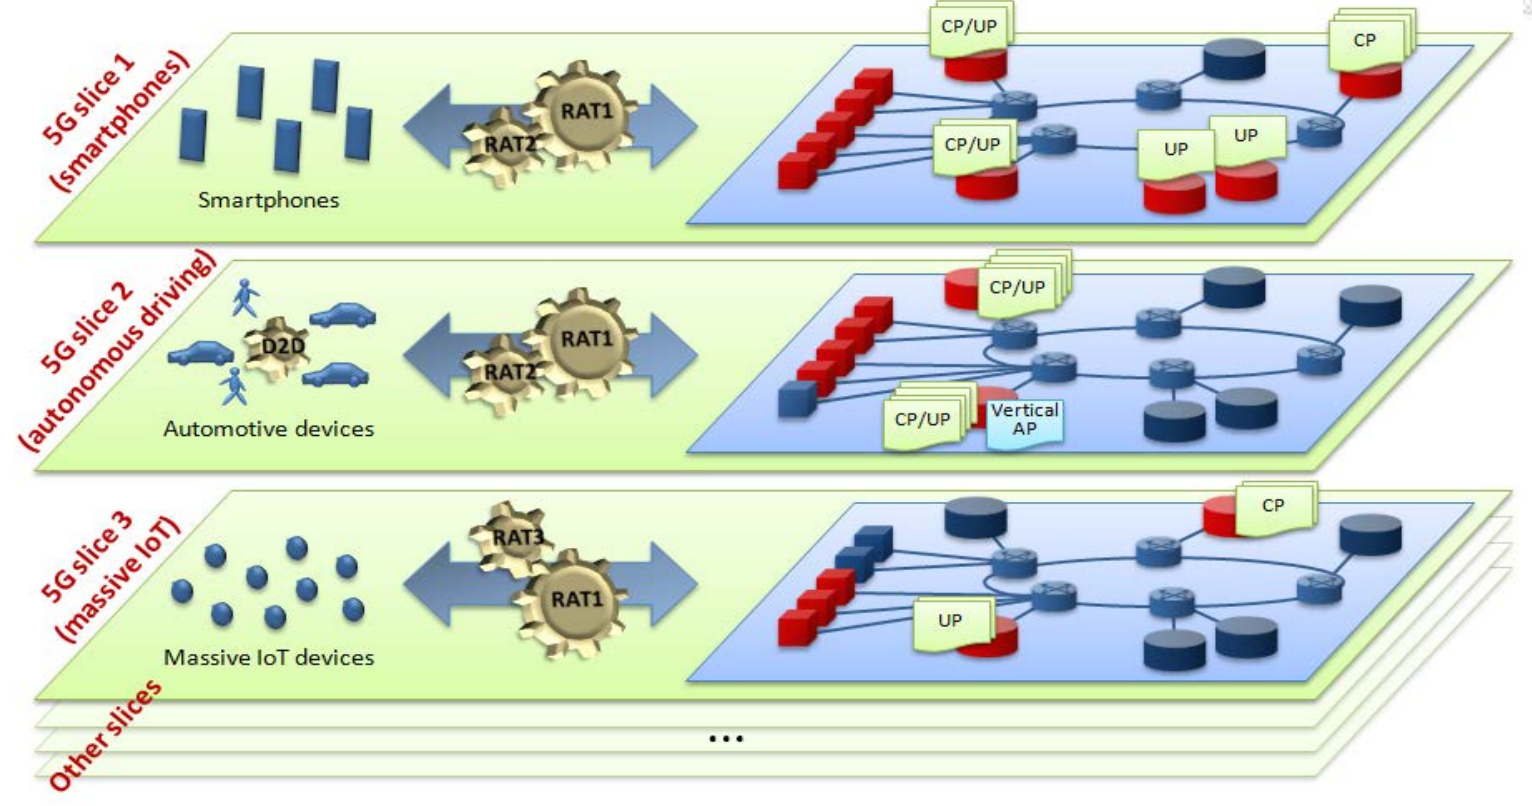 5G slice 1
(smartphones)
Smartphones
RAT1
RAT2
CP/UP
CP/UP
UP
UP
CP
5G slice 2
(autonomous driving)
D2D
Automotive devices
RAT1
RAT2
CP/UP
CP/UP
Vertical
AP
5G slice 3
(massive IoT)
Massive IoT devices
RAT3
RAT1
UP
CP
Other slices
...